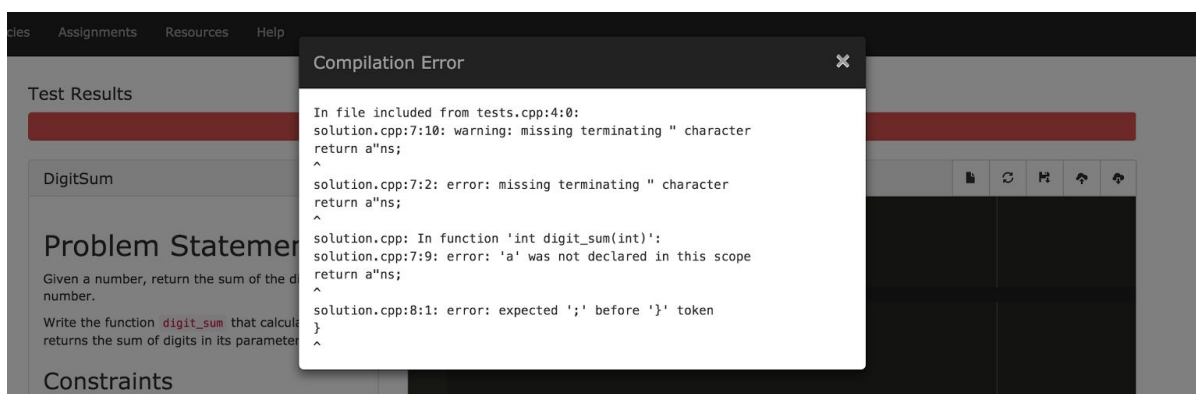 cies Assignments Resources Help
Compilation Error
Test Results
In file included from tests.cpp:4:0:
solution.cpp:7:10: warning: missing terminating " character
return a"ns;
^
solution.cpp:7:2: error: missing terminating " character
return a"ns;
^
solution.cpp: In function 'int digit_sum(int)':
solution.cpp:7:9: error: 'a' was not declared in this scope
return a"ns;
^
solution.cpp:8:1: error: expected ';' before '}' token
}
^
DigitSum
Problem Statemen
Given a number, return the sum of the di
number.
Write the function digit_sum that calcula
returns the sum of digits in its parameter
Constraints